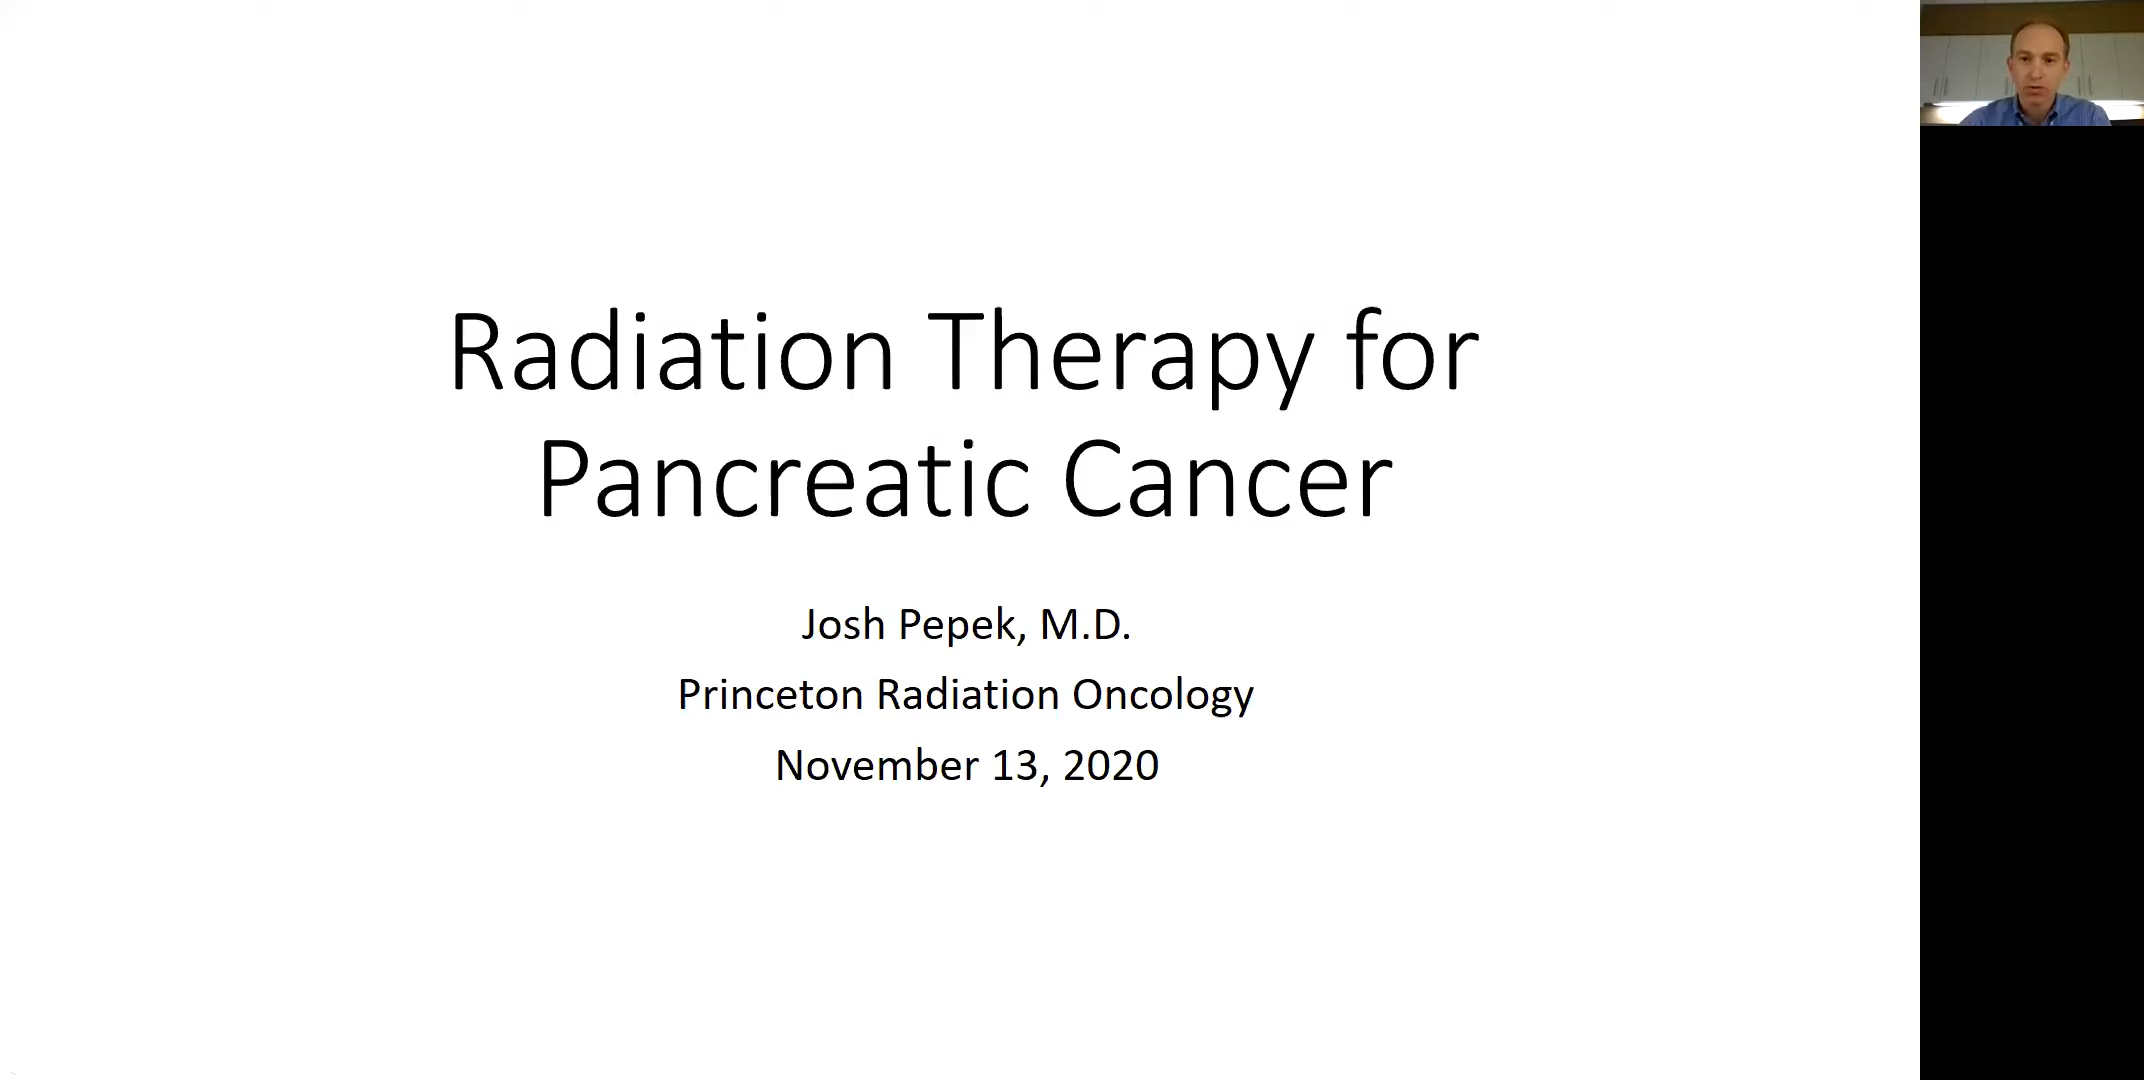 Radiation Therapy for
Pancreatic Cancer
Josh Pepek, M.D.
Princeton Radiation Oncology
November 13, 2020